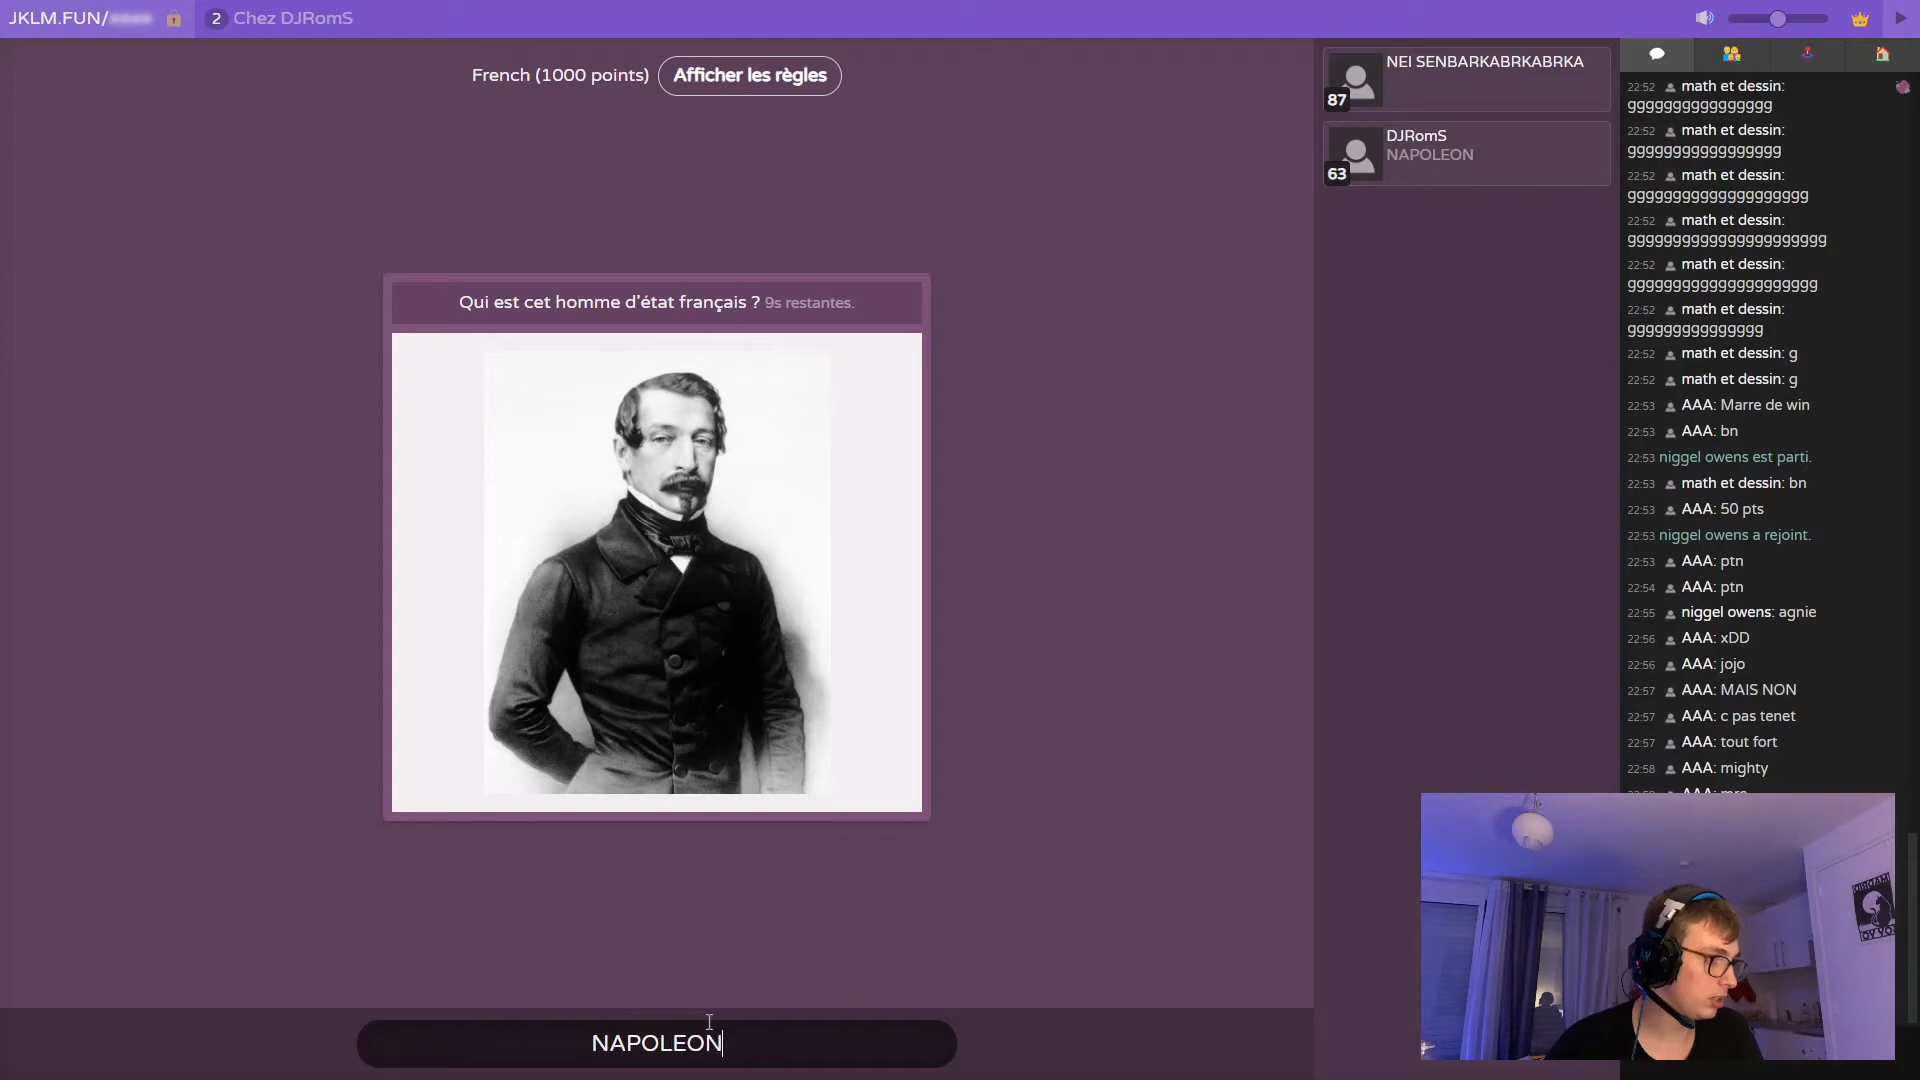 JKLM.FUN/
2 Chez DJRomS
French (1000 points) Afficher les règles
Qui est cet homme d'état français ? 9s restantes.
NAPOLEON
NEI SENBARKABRKABRKA
87
DJRomS
NAPOLEON
63
22:52 math et dessin:
gggggggggggggggg
22:52 math et dessin:
ggggggggggggggggg
22:52 math et dessin:
gggggggggggggggggggg
22:52 math et dessin:
gggggggggggggggggggggg
22:52 math et dessin:
ggggggggggggggggggggg
22:52 math et dessin:
ggggggggggggggg
22:52 math et dessin: g
22:52 math et dessin: g
22:53 AAA: Marre de win
22:53 AAA: bn
22:53 niggel owens est parti.
22:53 math et dessin: bn
22:53 AAA: 50 pts
22:53 niggel owens a rejoint.
22:53 AAA: ptn
22:54 AAA: ptn
22:55 niggel owens: agnie
22:56 AAA: xDD
22:56 AAA: jojo
22:57 AAA: MAIS NON
22:57 AAA: c pas tenet
22:57 AAA: tout fort
22:58 AAA: mighty